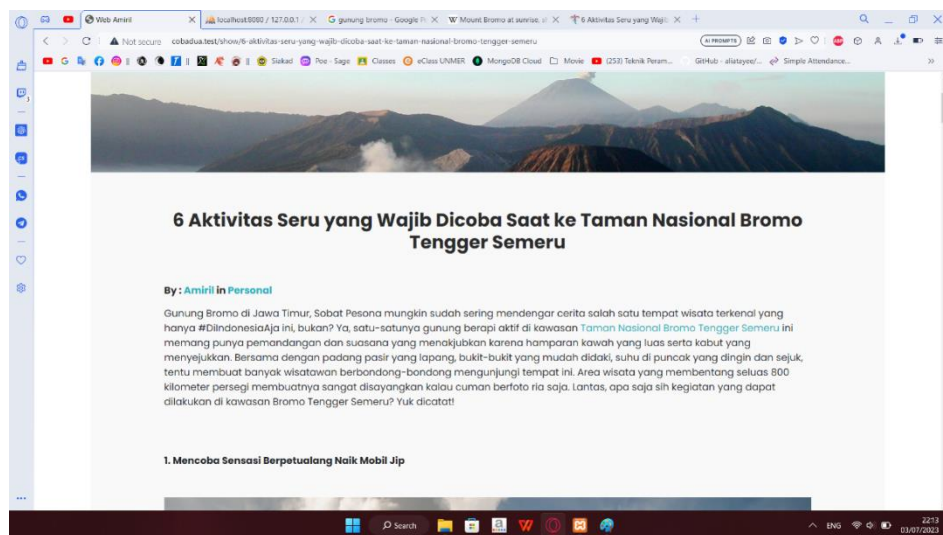 Web Amiril
localhost:8080 / 127.0.0.1 /
G gunung bromo - Google Pe
W Mount Bromo at sunrise, sh
6 Aktivitas Seru yang Wajib
Not secure cobadua.test/show/6-aktivitas-seru-yang-wajib-dicoba-saat-ke-taman-nasional-bromo-tengger-semeru
AI PROMPTS
Siakad Poe - Sage Classes eClass UNMER MongoDB Cloud Movie (253) Teknik Peram... GitHub - aliatayee/... Simple Attendance...
6 Aktivitas Seru yang Wajib Dicoba Saat ke Taman Nasional Bromo
Tengger Semeru
By : Amiril in Personal
Gunung Bromo di Jawa Timur, Sobat Pesona mungkin sudah sering mendengar cerita salah satu tempat wisata terkenal yang
hanya #DiIndonesiaAja ini, bukan? Ya, satu-satunya gunung berapi aktif di kawasan Taman Nasional Bromo Tengger Semeru ini
memang punya pemandangan dan suasana yang menakjubkan karena hamparan kawah yang luas serta kabut yang
menyejukkan. Bersama dengan padang pasir yang lapang, bukit-bukit yang mudah didaki, suhu di puncak yang dingin dan sejuk,
tentu membuat banyak wisatawan berbondong-bondong mengunjungi tempat ini. Area wisata yang membentang seluas 800
kilometer persegi membuatnya sangat disayangkan kalau cuman berfoto ria saja. Lantas, apa saja sih kegiatan yang dapat
dilakukan di kawasan Bromo Tengger Semeru? Yuk dicatat!
1. Mencoba Sensasi Berpetualang Naik Mobil Jip
Search
ENG
22:13
03/07/2023